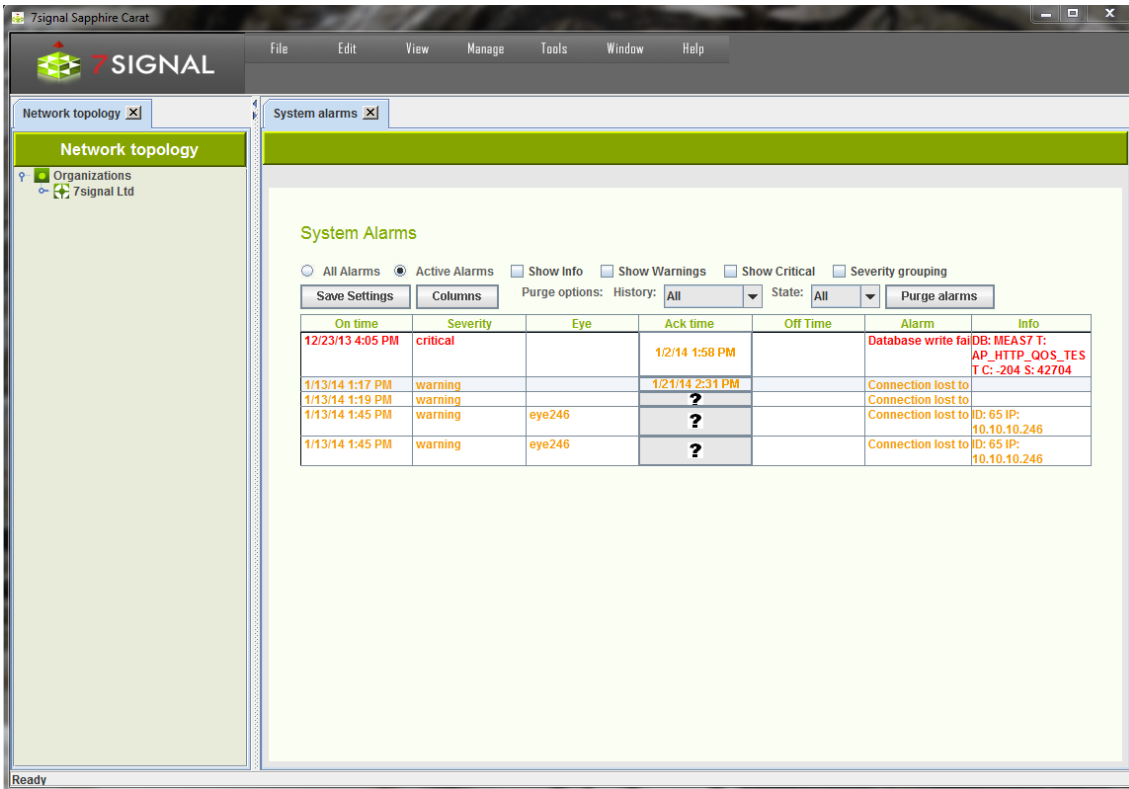 7signal Sapphire Carat
7SIGNAL
File Edit View Manage Tools Window Help
Network topology
System alarms
Network topology
Organizations
7signal Ltd
System Alarms
All Alarms Active Alarms Show Info Show Warnings Show Critical Severity grouping
Save Settings Columns Purge options: History: All State: All Purge alarms
On time Severity Eye Ack time Off Time Alarm Info
12/23/13 4:05 PM critical 1/2/14 1:58 PM Database write fai DB: MEAS7 T:
AP_HTTP_QOS_TES
T C: -204 S: 42704
1/13/14 1:17 PM warning 1/21/14 2:31 PM Connection lost to
1/13/14 1:19 PM warning ? Connection lost to
1/13/14 1:45 PM warning eye246 ? Connection lost to ID: 65 IP:
10.10.10.246
1/13/14 1:45 PM warning eye246 ? Connection lost to ID: 65 IP:
10.10.10.246
Ready